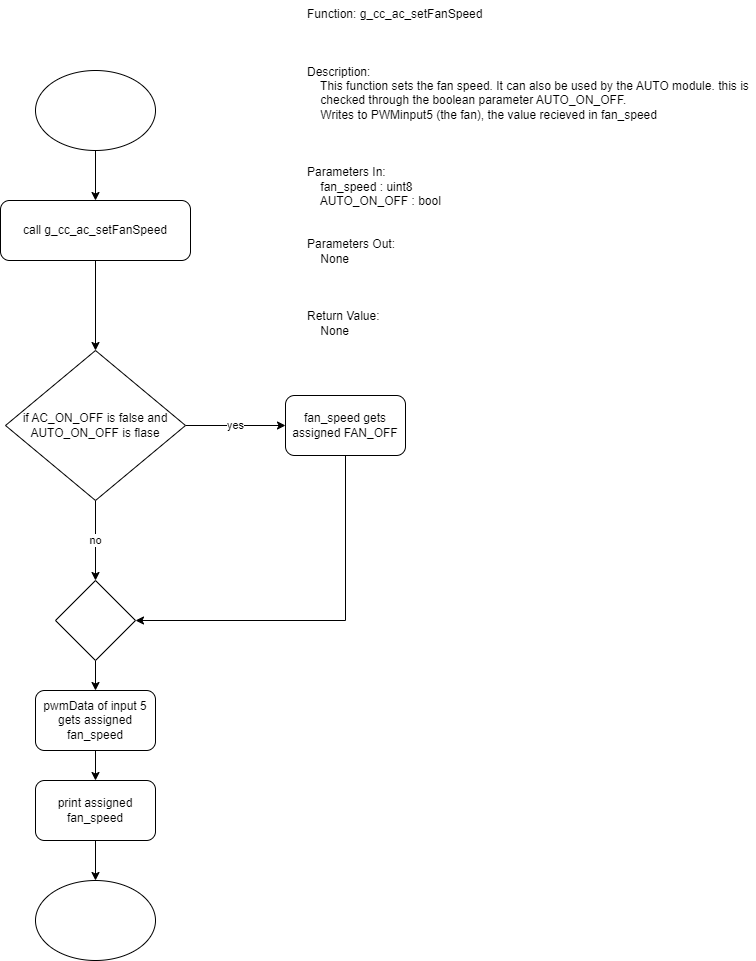 Function: g_cc_ac_setFanSpeed
Description:
This function sets the fan speed. It can also be used by the AUTO module. this is
checked through the boolean parameter AUTO_ON_OFF.
Writes to PWMinput5 (the fan), the value recieved in fan_speed
Parameters In:
fan_speed : uint8
AUTO_ON_OFF : bool
Parameters Out:
None
Return Value:
None
call g_cc_ac_setFanSpeed
if AC_ON_OFF is false and
AUTO_ON_OFF is flase
yes
fan_speed gets
assigned FAN_OFF
no
pwmData of input 5
gets assigned
fan_speed
print assigned
fan_speed